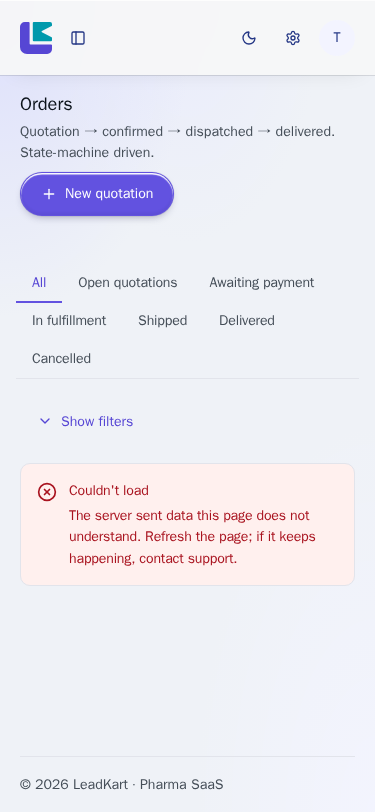 T
Orders
Quotation → confirmed → dispatched → delivered.
State-machine driven.
+ New quotation
All Open quotations Awaiting payment
In fulfillment Shipped Delivered
Cancelled
Show filters
Couldn't load
The server sent data this page does not
understand. Refresh the page; if it keeps
happening, contact support.
© 2026 LeadKart · Pharma SaaS